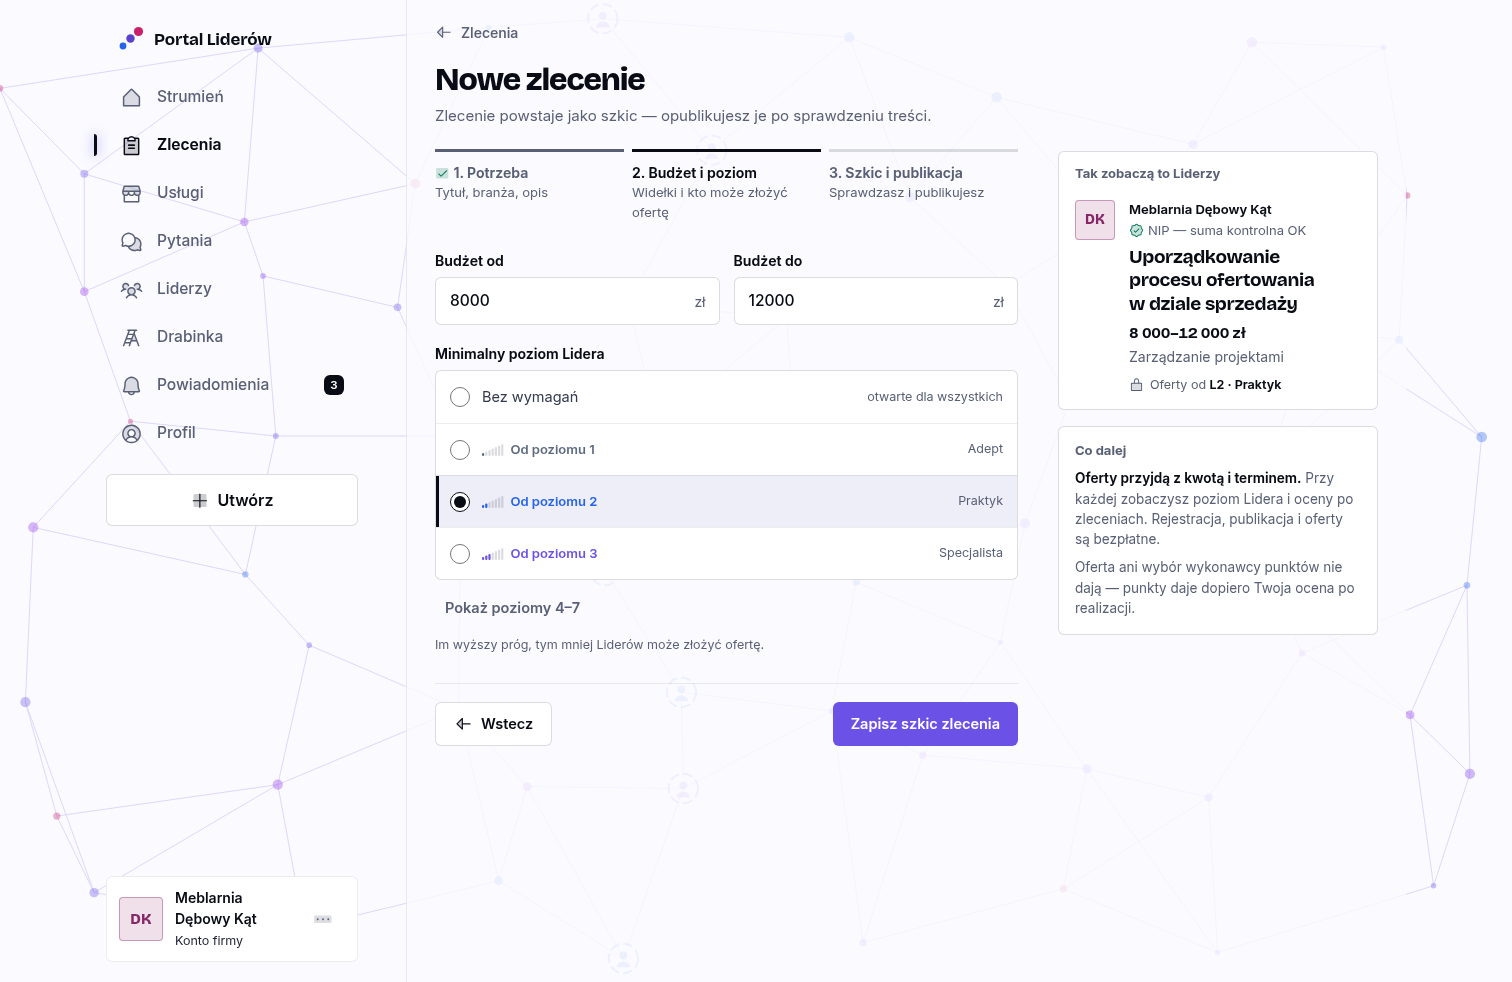 Portal Liderów
Strumień
Zlecenia
Usługi
Pytania
Liderzy
Drabinka
Powiadomienia 3
Profil
Utwórz
DK
Meblarnia
Dębowy Kąt
Konto firmy
Zlecenia
Nowe zlecenie
Zlecenie powstaje jako szkic — opublikujesz je po sprawdzeniu treści.
1. Potrzeba
Tytuł, branża, opis
2. Budżet i poziom
Widełki i kto może złożyć
ofertę
3. Szkic i publikacja
Sprawdzasz i publikujesz
Budżet od
8000 zł
Budżet do
12000 zł
Minimalny poziom Lidera
Bez wymagań otwarte dla wszystkich
Od poziomu 1 Adept
Od poziomu 2 Praktyk
Od poziomu 3 Specjalista
Pokaż poziomy 4–7
Im wyższy próg, tym mniej Liderów może złożyć ofertę.
Wstecz
Zapisz szkic zlecenia
Tak zobaczą to Liderzy
DK
Meblarnia Dębowy Kąt
NIP — suma kontrolna OK
Uporządkowanie
procesu ofertowania
w dziale sprzedaży
8 000–12 000 zł
Zarządzanie projektami
Oferty od L2 · Praktyk
Co dalej
Oferty przyjdą z kwotą i terminem. Przy
każdej zobaczysz poziom Lidera i oceny po
zleceniach. Rejestracja, publikacja i oferty
są bezpłatne.
Oferta ani wybór wykonawcy punktów nie
dają — punkty daje dopiero Twoja ocena po
realizacji.